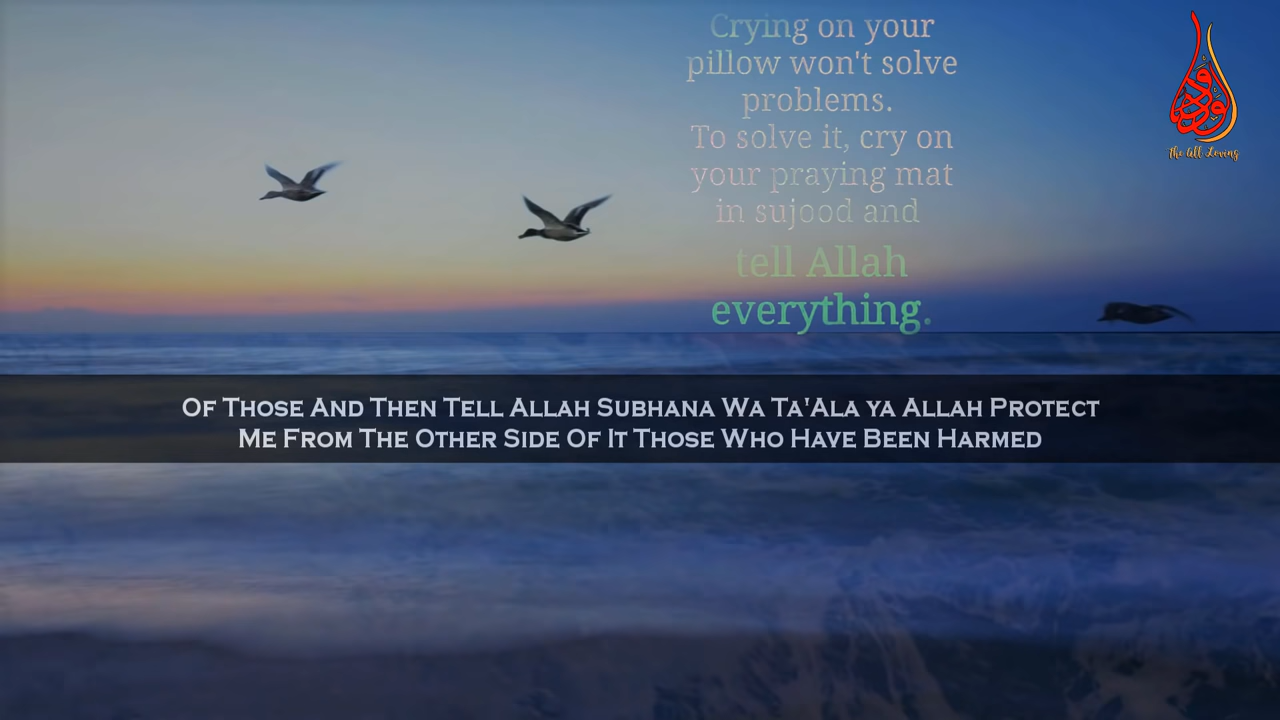 Crying on your
pillow won't solve
problems.
To solve it, cry on
your praying mat
in sujood and
tell Allah
everything.
The All Loving
OF THOSE AND THEN TELL ALLAH SUBHANA WA TA'ALA YA ALLAH PROTECT
ME FROM THE OTHER SIDE OF IT THOSE WHO HAVE BEEN HARMED